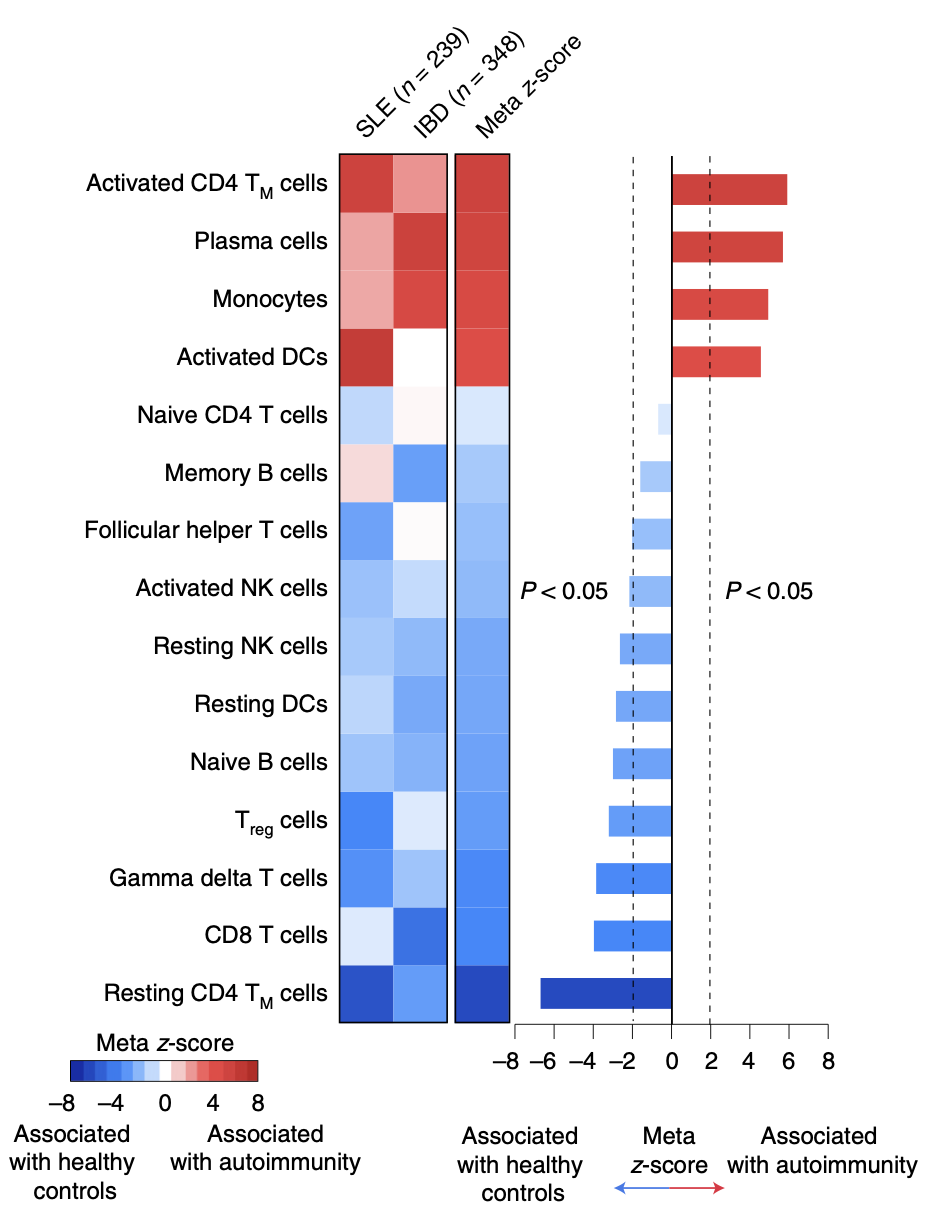 SLE (n = 239)
IBD (n = 348)
Meta z-score
Activated CD4 TM cells
Plasma cells
Monocytes
Activated DCs
Naive CD4 T cells
Memory B cells
Follicular helper T cells
Activated NK cells
P < 0.05
P < 0.05
Resting NK cells
Resting DCs
Naive B cells
Treg cells
Gamma delta T cells
CD8 T cells
Resting CD4 TM cells
Meta z-score
–8 –4 0 4 8
Associated with healthy controls
Associated with autoimmunity
–8 –6 –4 –2 0 2 4 6 8
Associated with healthy controls
Meta z-score
Associated with autoimmunity